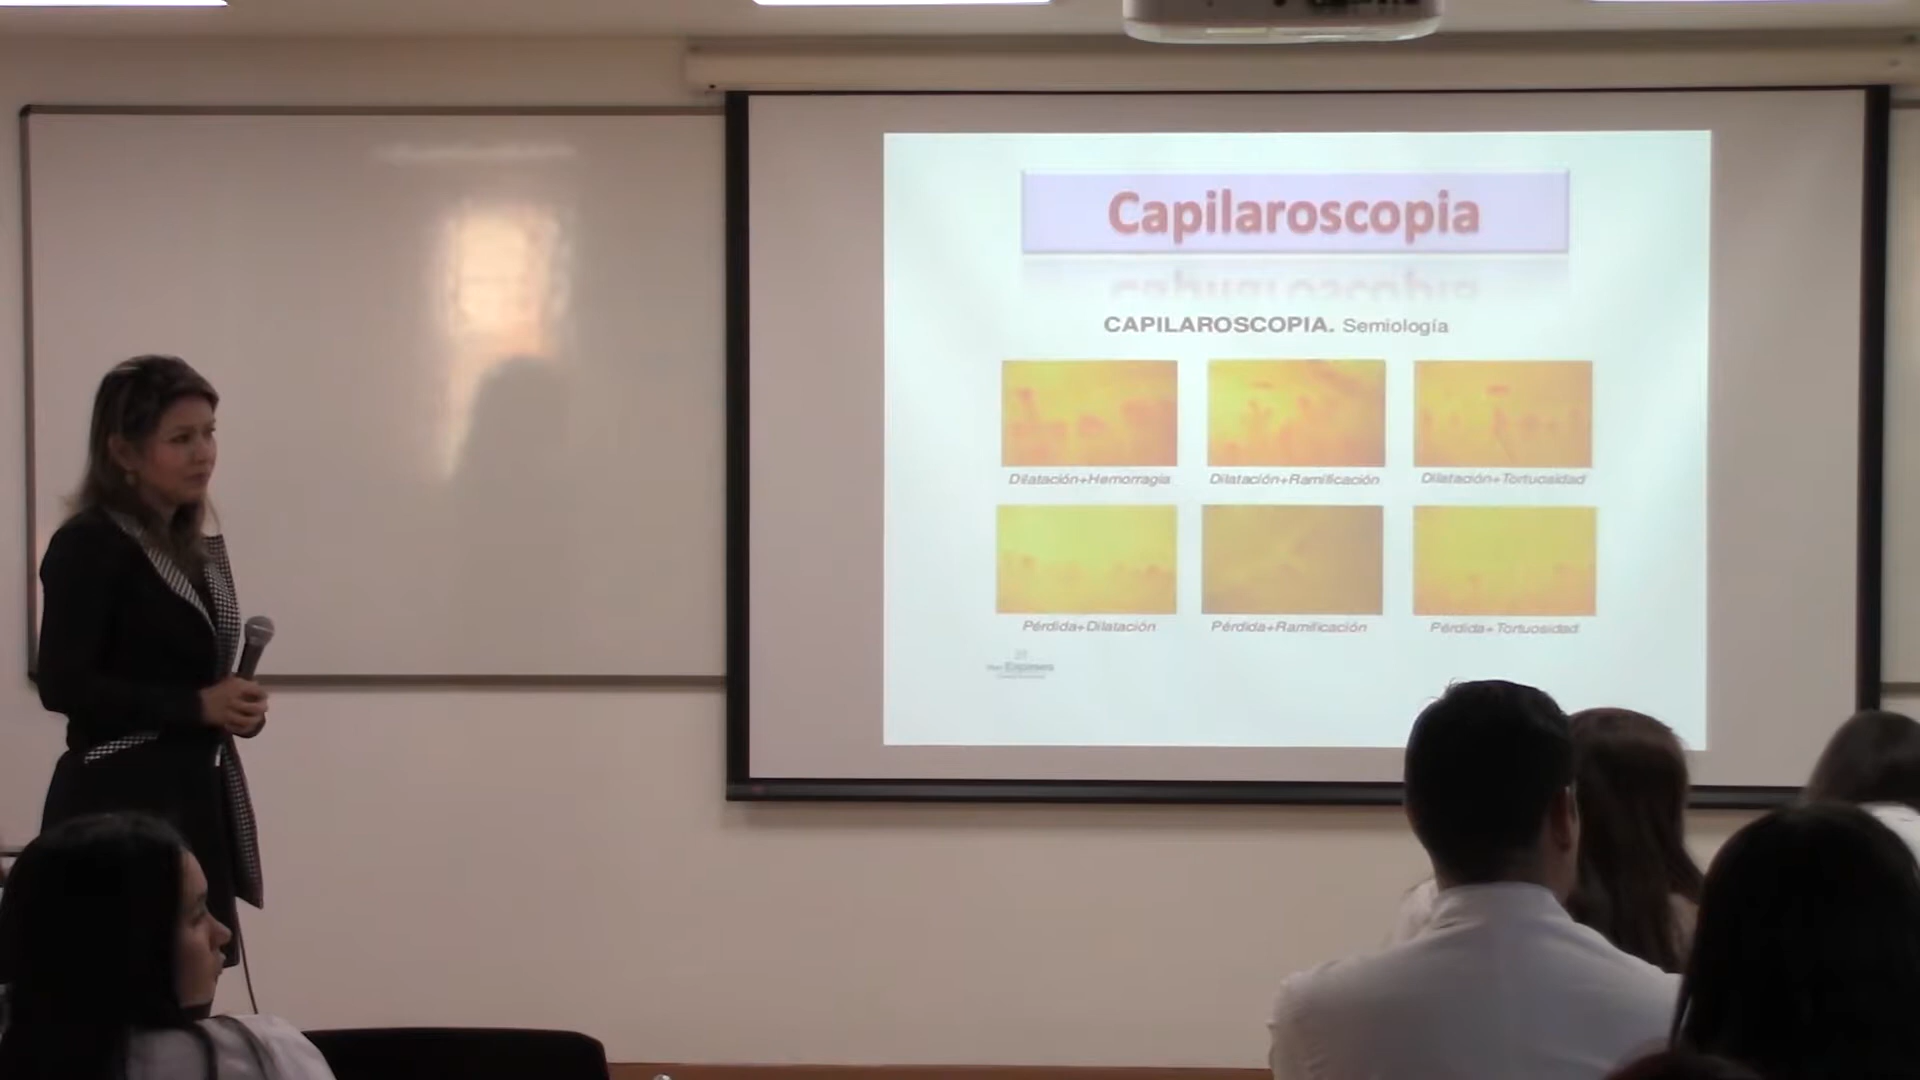 Capilaroscopia
CAPILAROSCOPIA. Semiología
Dilatación+Hemorragia
Dilatación+Ramificación
Dilatación+Tortuosidad
Pérdida+Dilatación
Pérdida+Ramificación
Pérdida+Tortuosidad